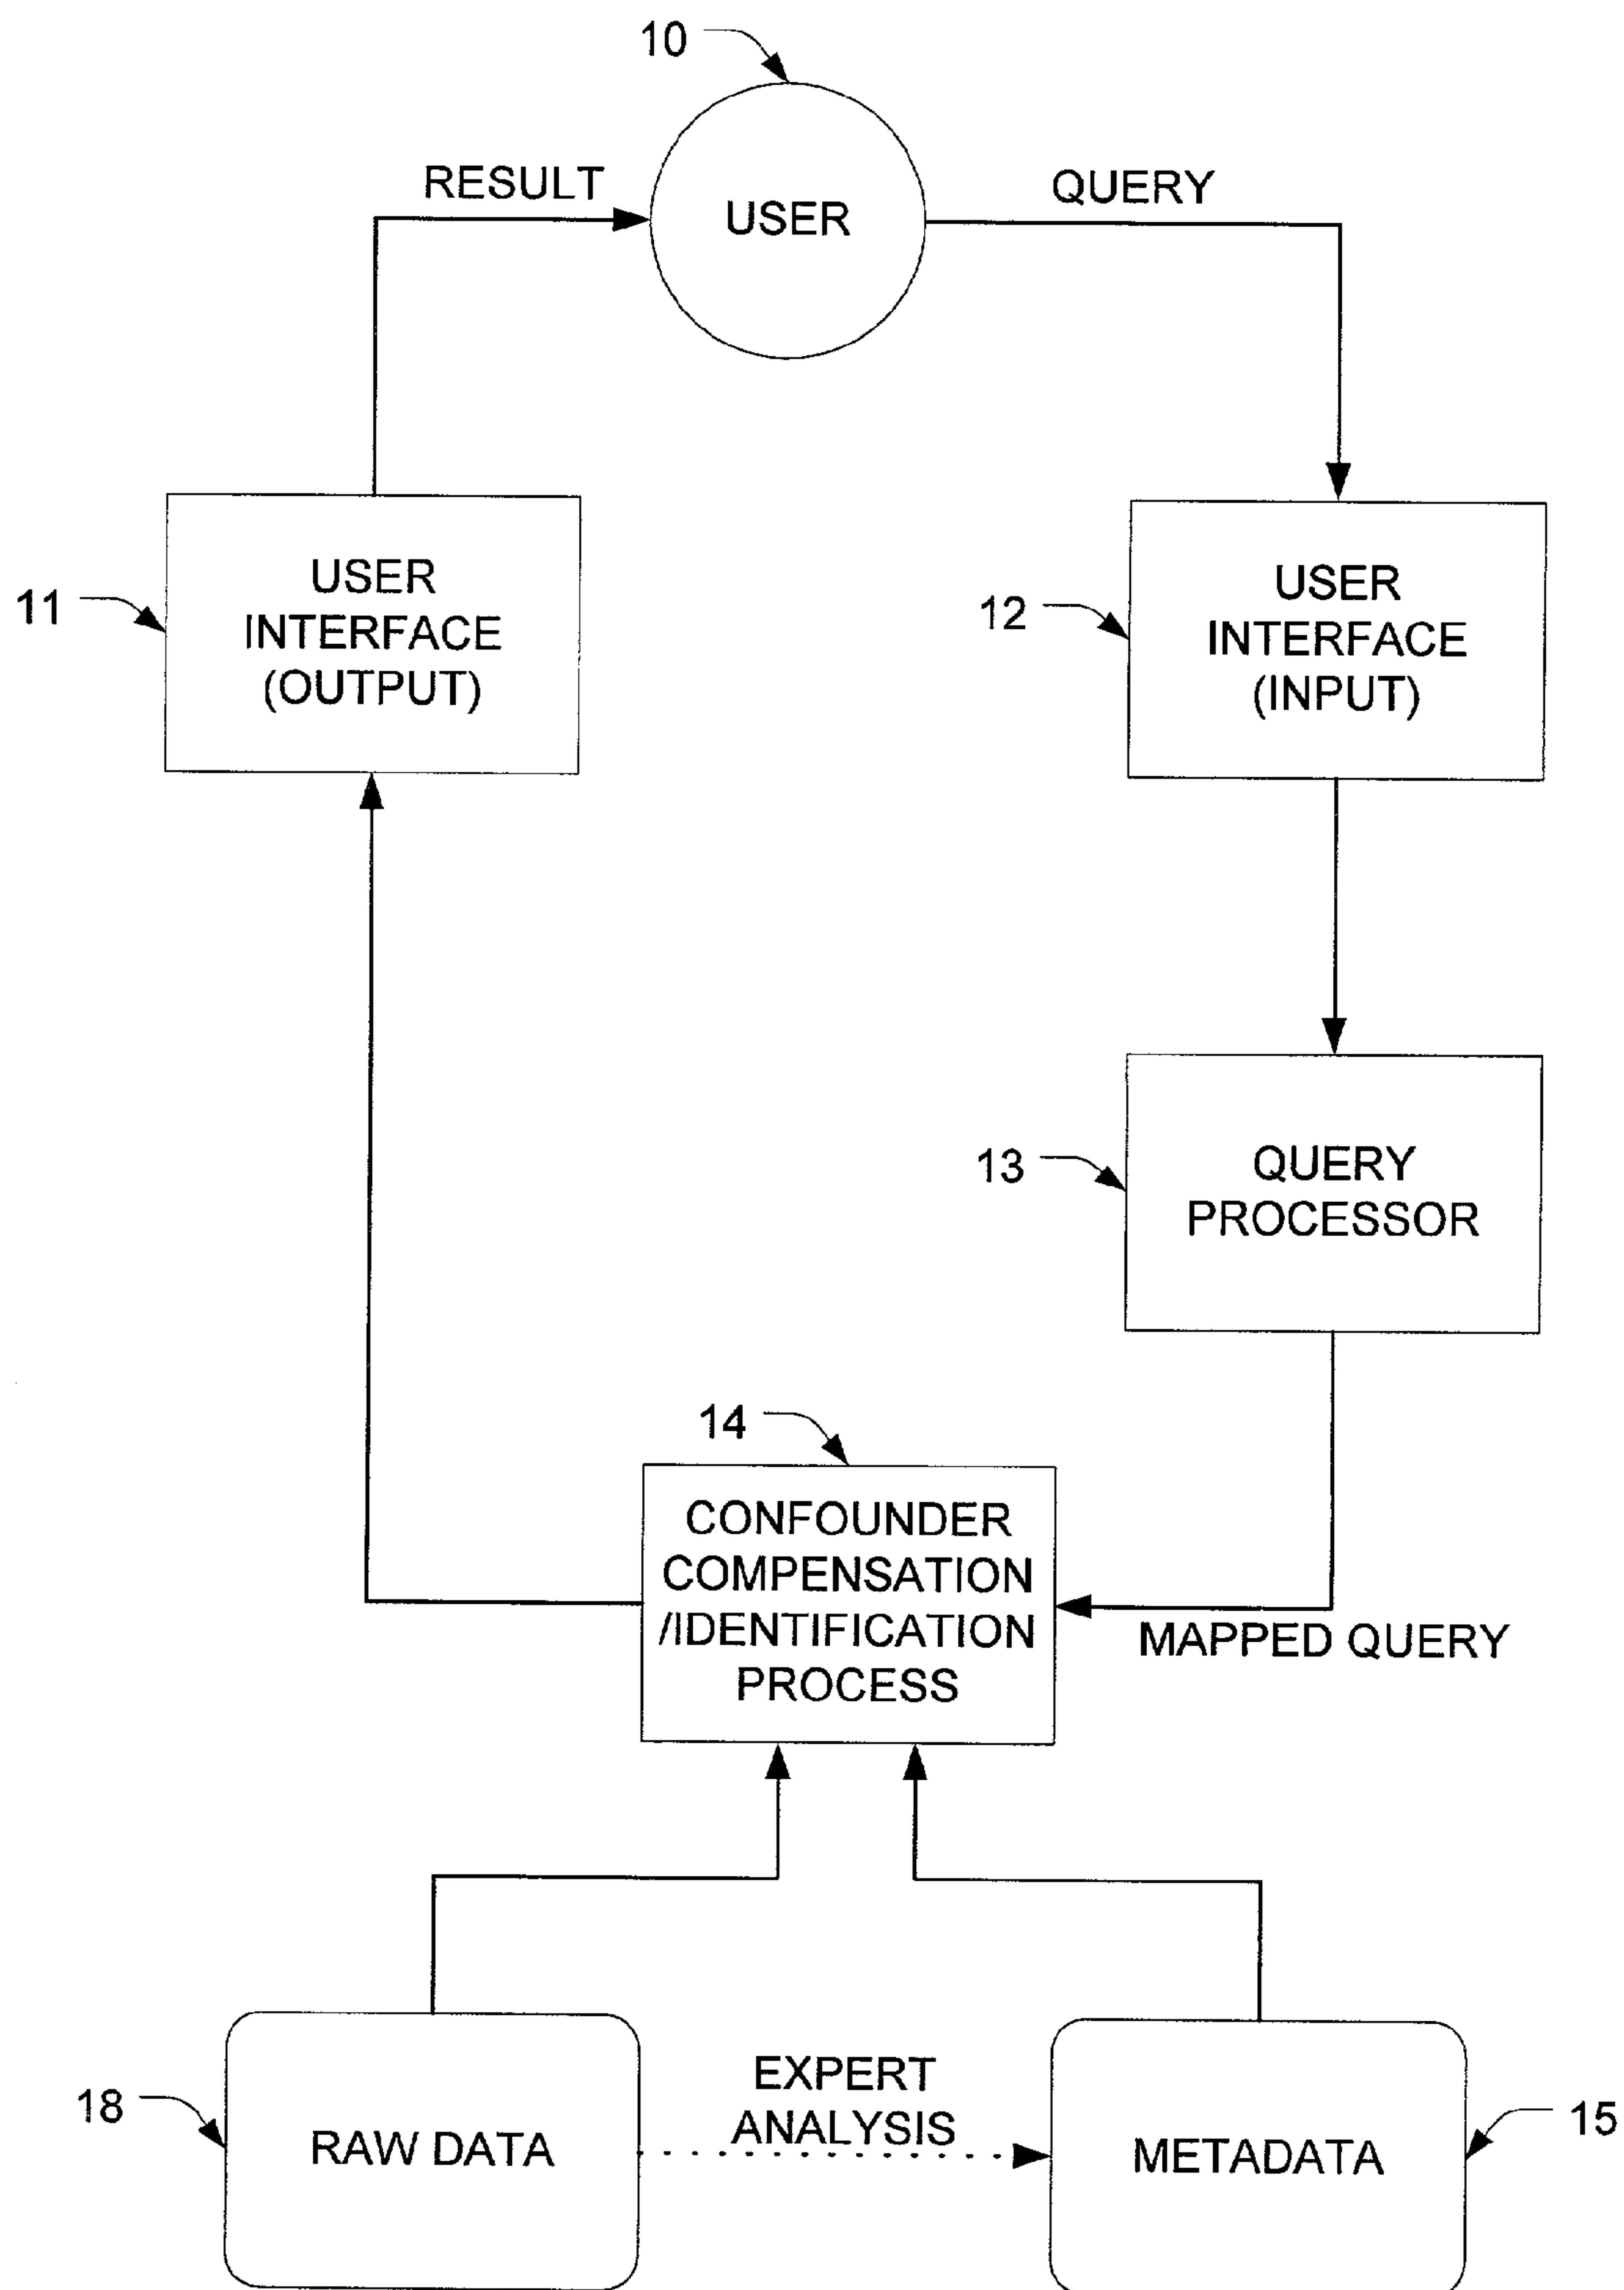 10
RESULT
QUERY
USER
11
USER
INTERFACE
(OUTPUT)
12
USER
INTERFACE
(INPUT)
13
QUERY
PROCESSOR
14
CONFOUNDER
COMPENSATION
/IDENTIFICATION
PROCESS
MAPPED QUERY
18
RAW DATA
EXPERT
ANALYSIS
METADATA
15